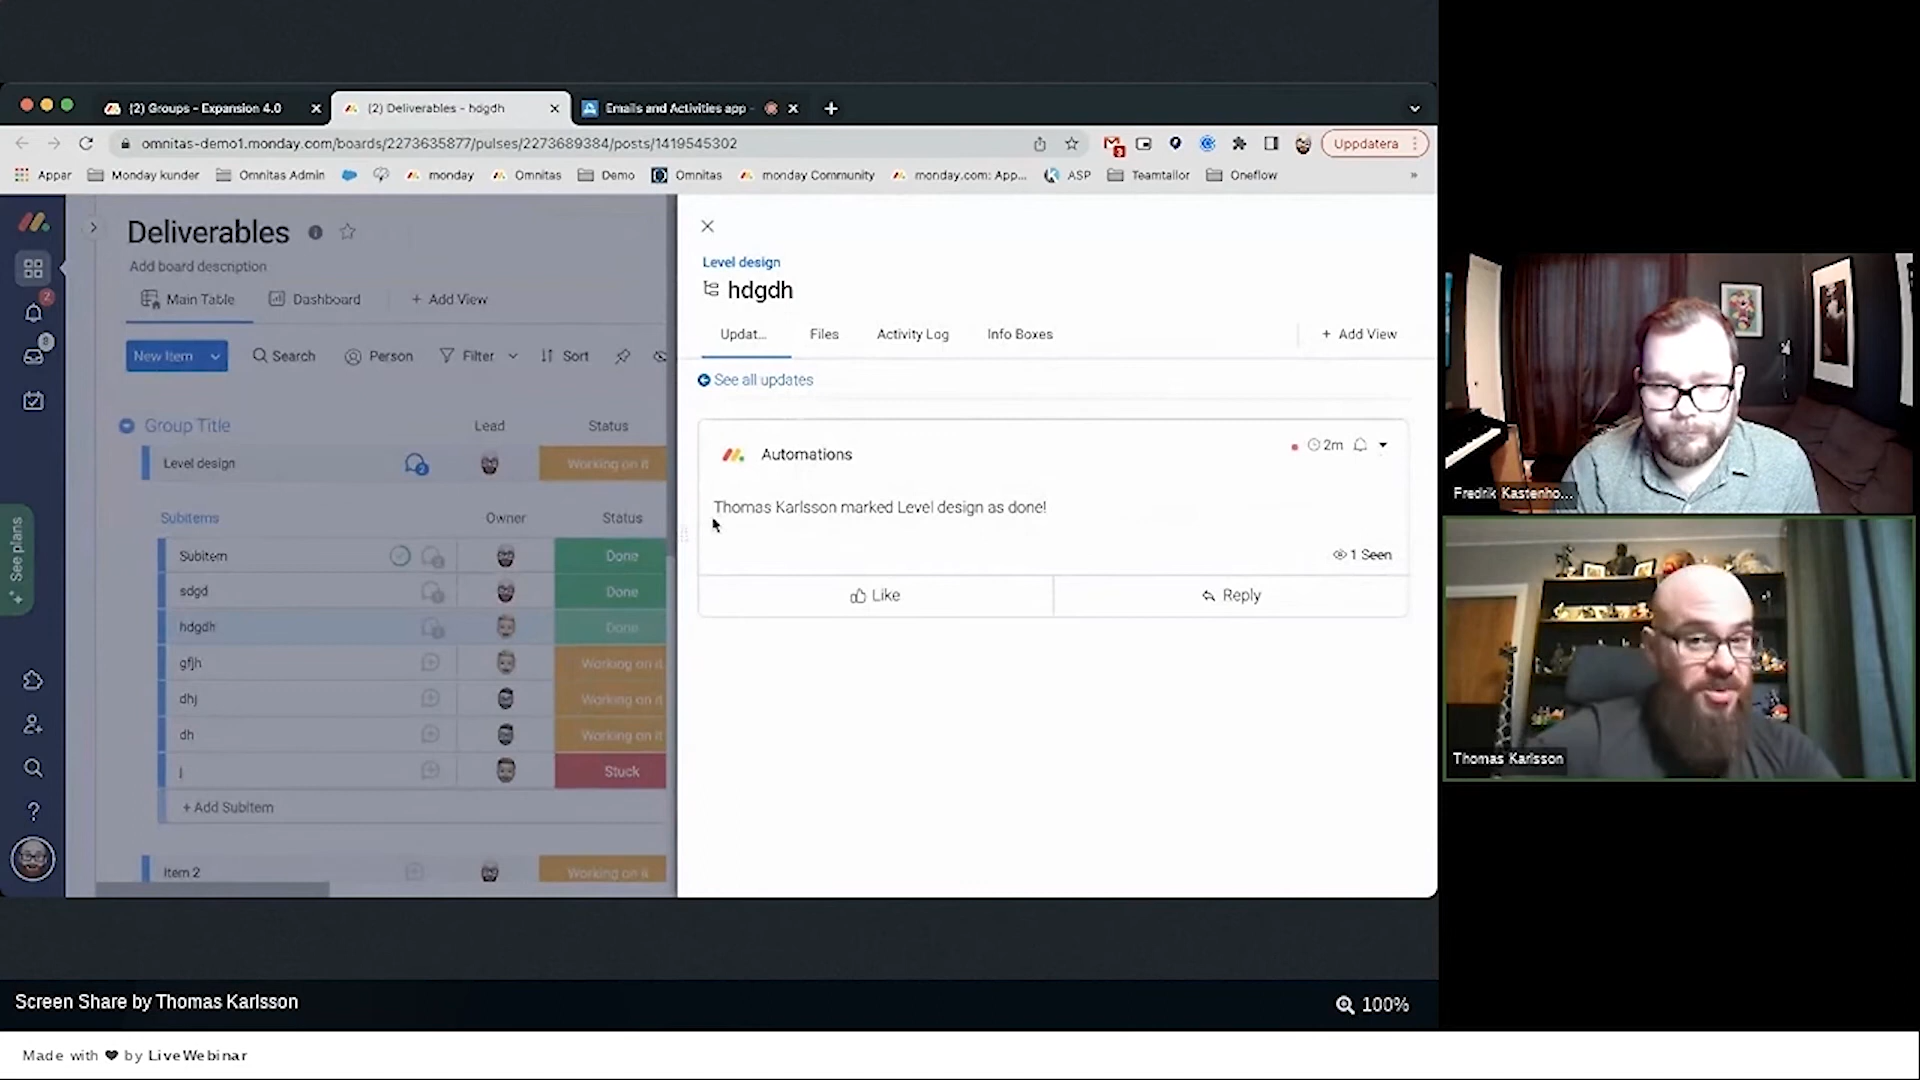 (2) Groups - Expansion 4.0
(2) Deliverables - hdgdh
Emails and Activities app -
omnitas-demo1.monday.com/boards/2273635877/pulses/2273689384/posts/1419545302
Uppdatera
Appar
Monday kunder
Omnitas Admin
monday
Omnitas
Demo
Omnitas
monday Community
monday.com: App...
ASP
Teamtailor
Oneflow
»
Deliverables
Add board description
Main Table
Dashboard
+ Add View
New Item
Search
Person
Filter
Sort
Group Title
Lead
Status
Level design
2
Working on it
Subitems
Owner
Status
Subitem
Done
sdgd
Done
hdgdh
Done
gfjh
Working on it
dhj
Working on it
dh
Working on it
j
Stuck
+ Add Subitem
Item 2
Working on it
See plans
2
8
?
Level design
hdgdh
Updat...
Files
Activity Log
Info Boxes
+ Add View
See all updates
Automations
2m
Thomas Karlsson marked Level design as done!
1 Seen
Like
Reply
Fredrik Kastenho...
Thomas Karlsson
Screen Share by Thomas Karlsson
100%
Made with ❤ by LiveWebinar